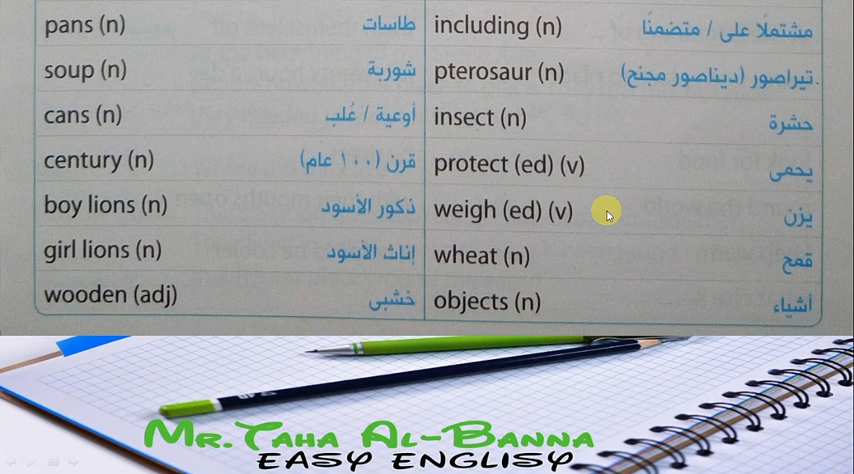 pans (n) طاسات
soup (n) شوربة
cans (n) أوعية / عُلب
century (n) قرن (١٠٠ عام)
boy lions (n) ذكور الأسود
girl lions (n) إناث الأسود
wooden (adj) خشبى
including (n) مشتملًا على / متضمنًا
pterosaur (n) تيراصور (ديناصور مجنح).
insect (n) حشرة
protect (ed) (v) يحمى
weigh (ed) (v) يزن
wheat (n) قمح
objects (n) أشياء
Mr.Taha Al-Banna
EASY ENGLISY